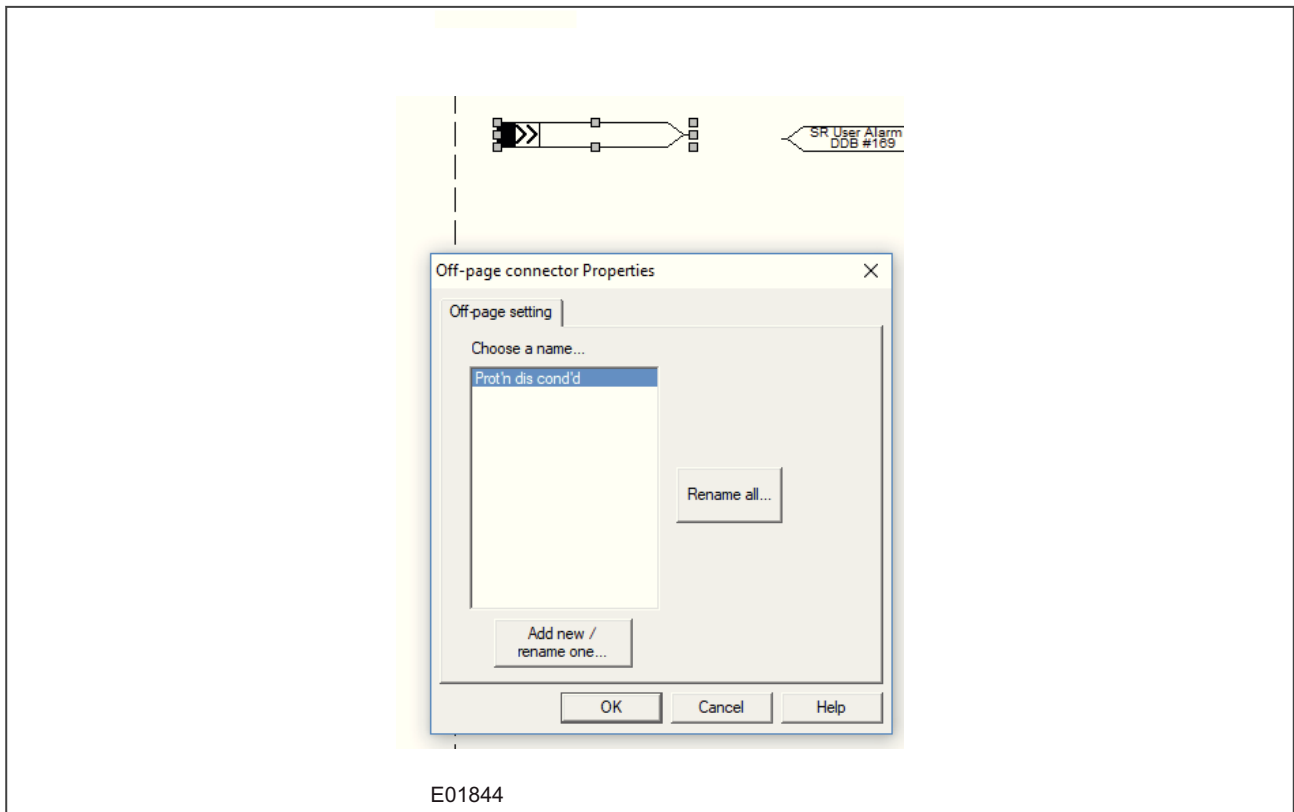 SR User Alarm
DDB #169
Off-page connector Properties
Off-page setting
Choose a name...
Prot'n dis cond'd
Rename all...
Add new /
rename one...
OK
Cancel
Help
E01844